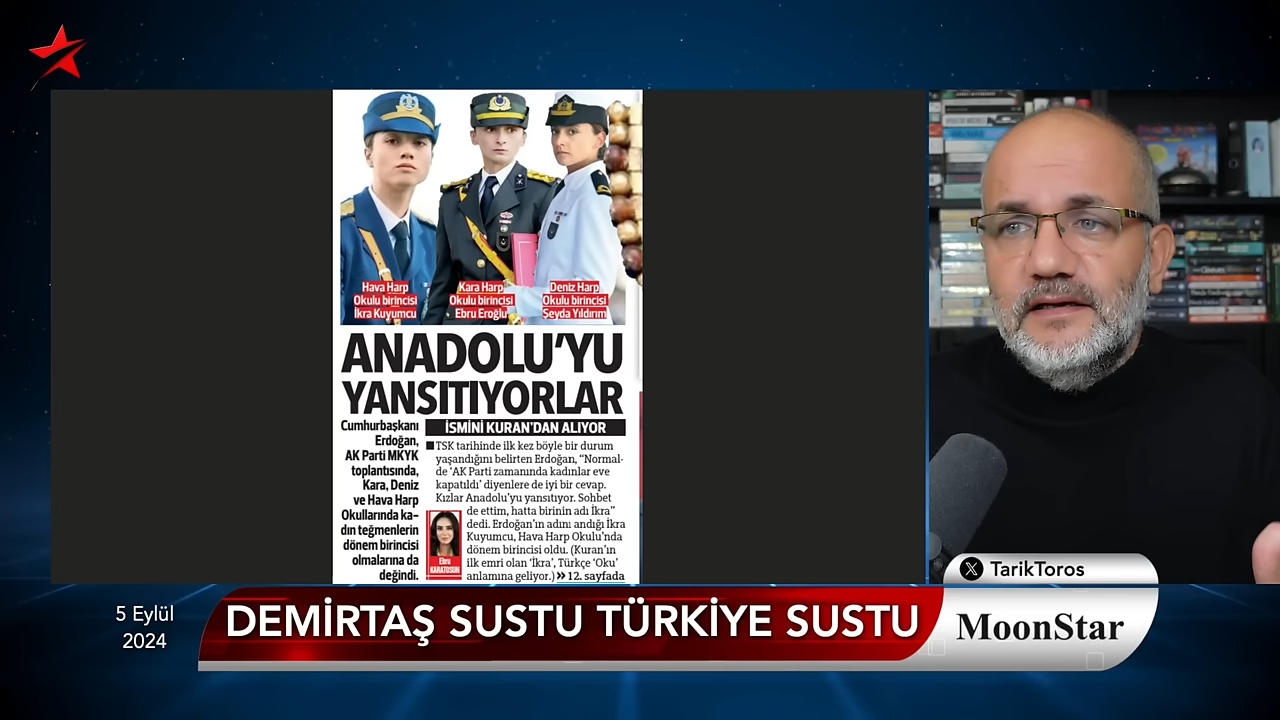 Hava Harp
Okulu birincisi
İkra Kuyumcu
Kara Harp
Okulu birincisi
Ebru Eroğlu
Deniz Harp
Okulu birincisi
Şeyda Yıldırım
ANADOLU'YU
YANSITIYORLAR
Cumhurbaşkanı
Erdoğan,
AK Parti MKYK
toplantısında,
Kara, Deniz
ve Hava Harp
Okullarında ka-
dın teğmenlerin
dönem birincisi
olmalarına da
değindi.
İSMİNİ KURAN'DAN ALIYOR
TSK tarihinde ilk kez böyle bir durum
yaşandığını belirten Erdoğan, “Normal-
de ‘AK Parti zamanında kadınlar eve
kapatıldı’ diyenlere de iyi bir cevap.
Kızlar Anadolu’yu yansıtıyor. Sohbet
de ettim, hatta birinin adı İkra”
dedi. Erdoğan’ın adını andığı İkra
Kuyumcu, Hava Harp Okulu’nda
dönem birincisi oldu. (Kuran’ın
ilk emri olan ‘İkra’, Türkçe ‘Oku’
anlamına geliyor.) >> 12. sayfada
Ebru
KARATOSUN
TarikToros
5 Eylül
2024
DEMİRTAŞ SUSTU TÜRKİYE SUSTU
MoonStar